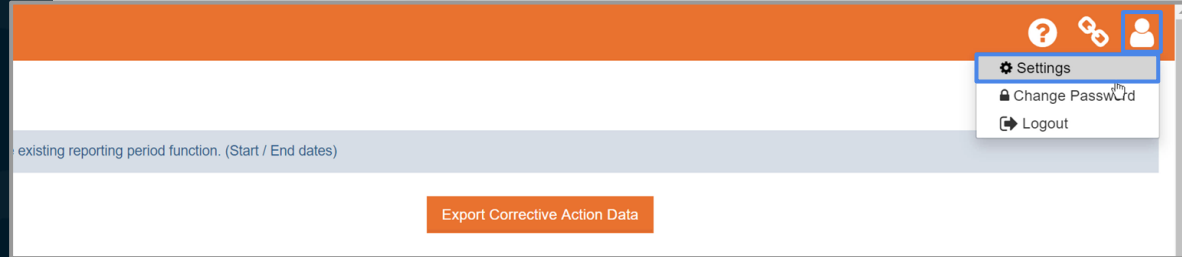 ?
Settings
Change Password
Logout
existing reporting period function. (Start / End dates)
Export Corrective Action Data